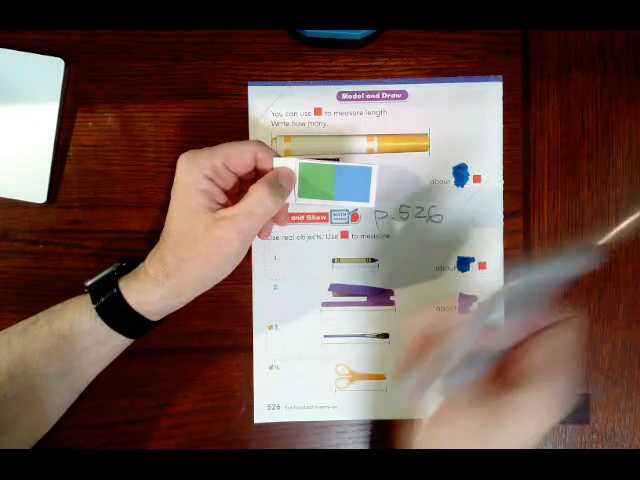 Model and Draw
You can use to measure length.
Write how many.
about
and Show p.526
Use real objects. Use to measure.
1.
about
2.
about
3.
4.
526